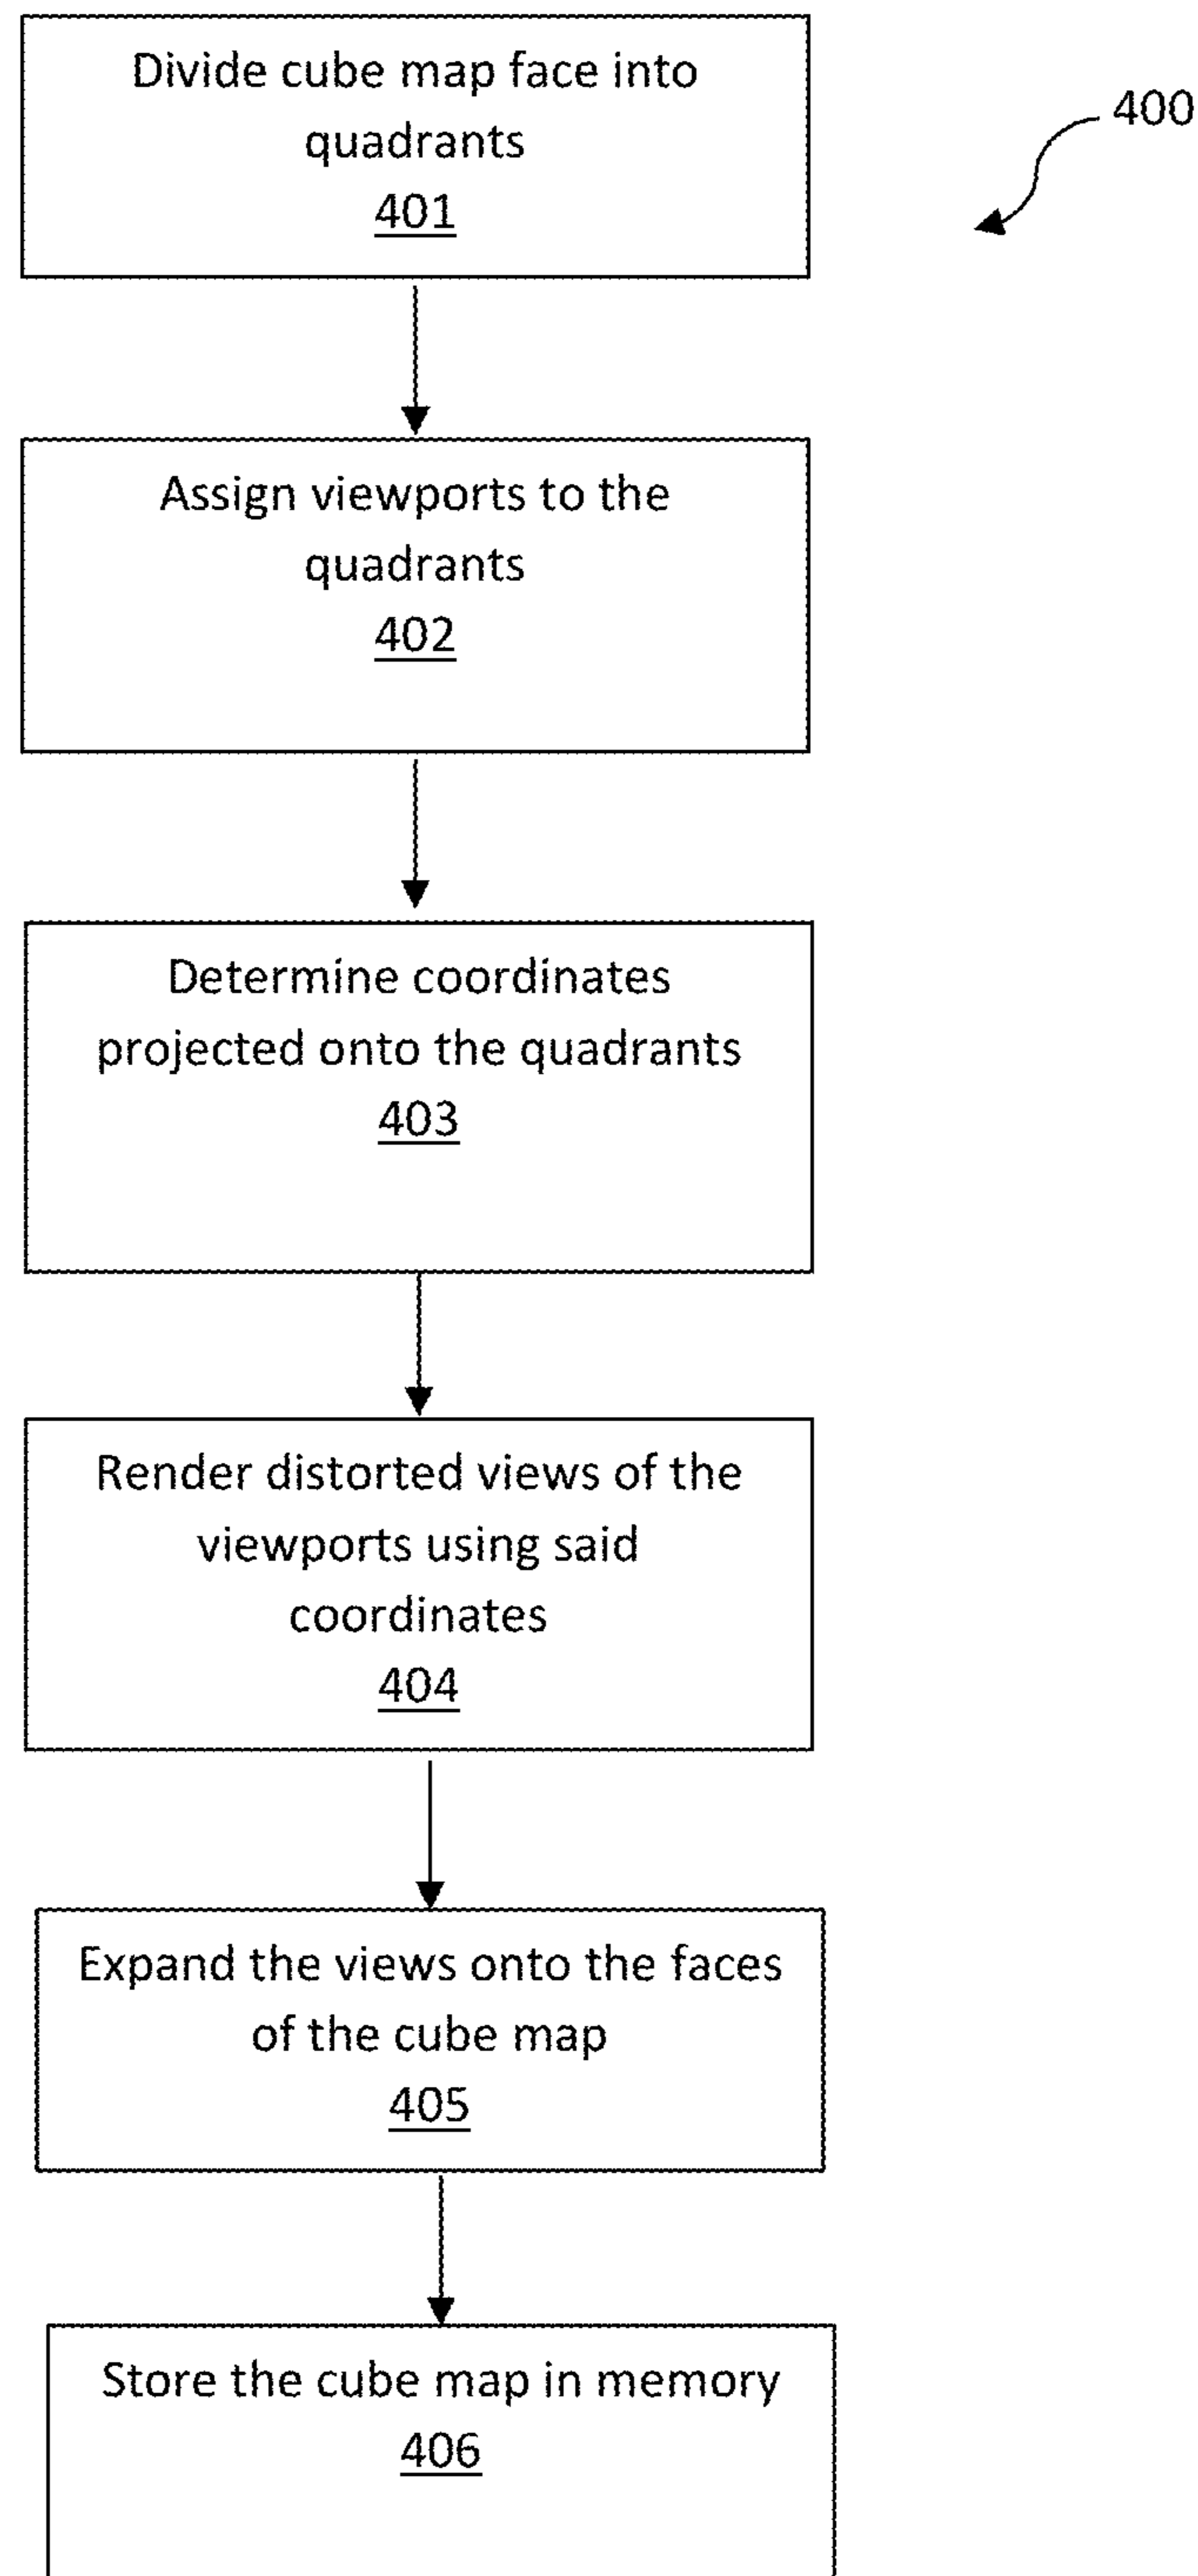 Divide cube map face into
quadrants
401
400
Assign viewports to the
quadrants
402
Determine coordinates
projected onto the quadrants
403
Render distorted views of the
viewports using said
coordinates
404
Expand the views onto the faces
of the cube map
405
Store the cube map in memory
406